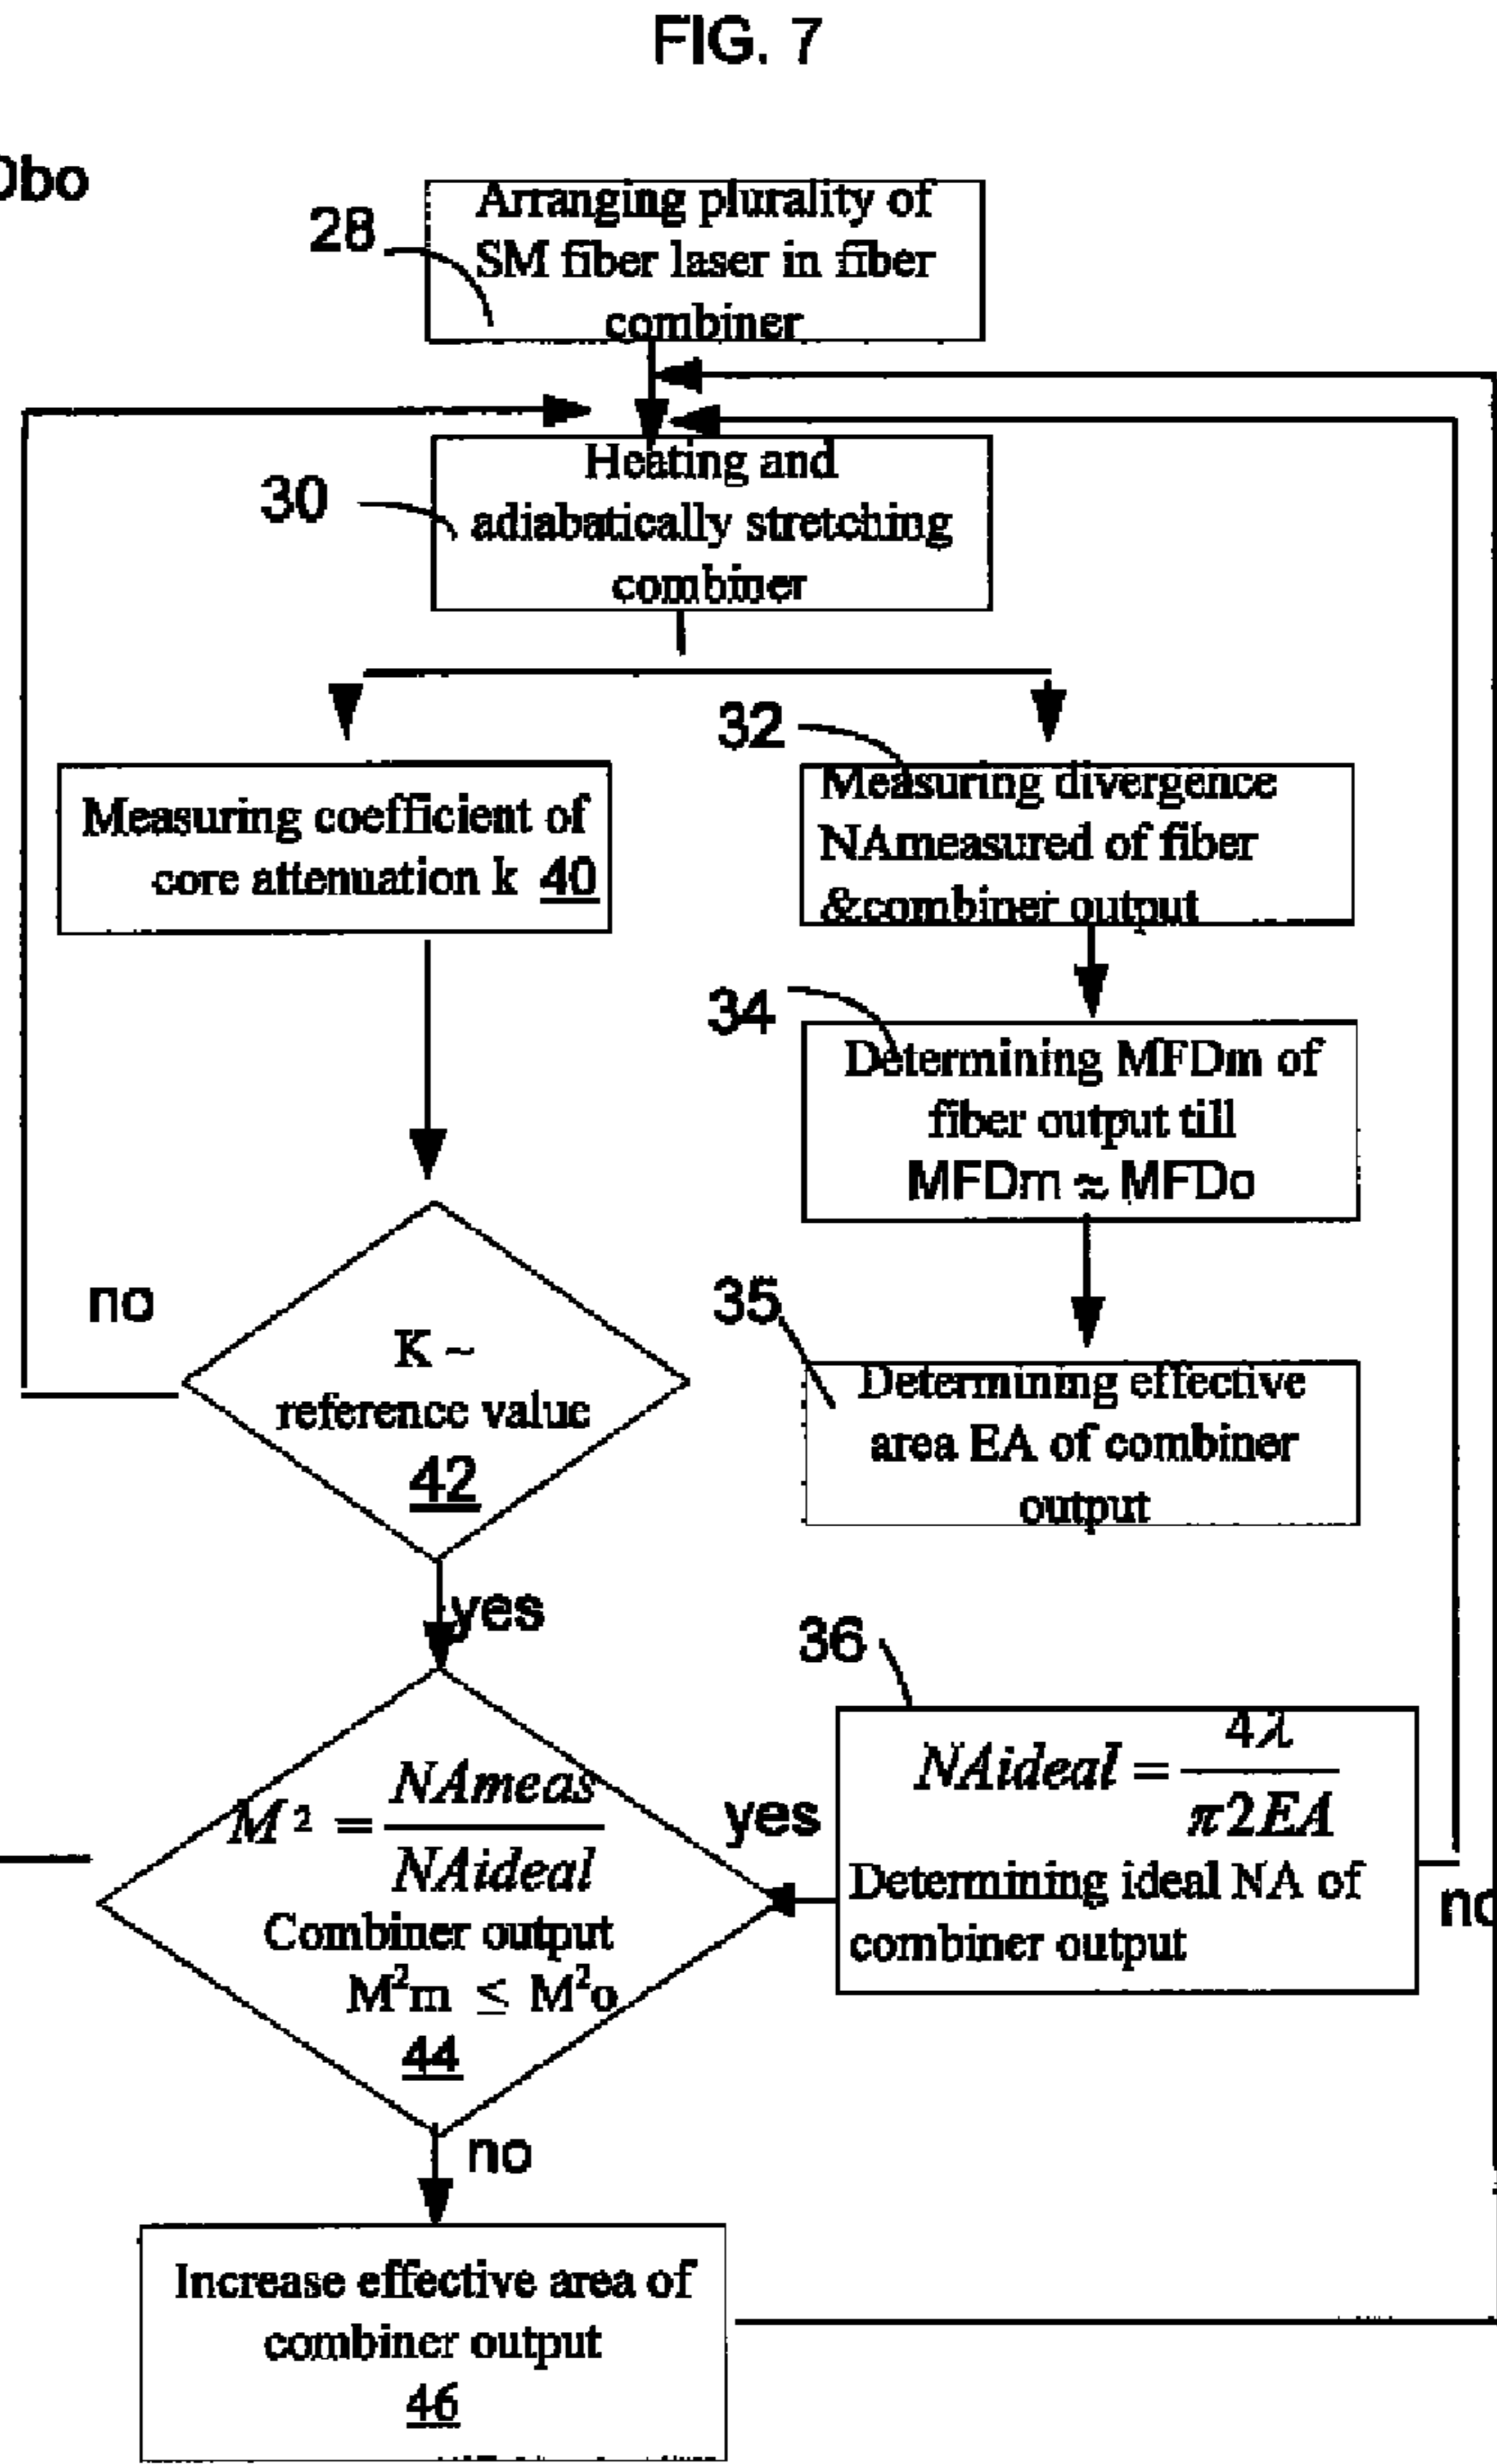 FIG. 7
Dbo
28
Arranging plurality of
SM fiber laser in fiber
combiner
30
Heating and
adiabatically stretching
combiner
Measuring coefficient of
core attenuation k 40
32
Measuring divergence
NAmeasured of fiber
&combiner output
34
Determining MFDm of
fiber output till
MFDm ≈ MFDo
no
K ~
reference value
42
35
Determining effective
area EA of combiner
output
yes
36
NAideal = 4λ / π2EA
Determining ideal NA of
combiner output
yes
no
M² = NAmeas / NAideal
Combiner output
M²m ≤ M²o
44
no
Increase effective area of
combiner output
46